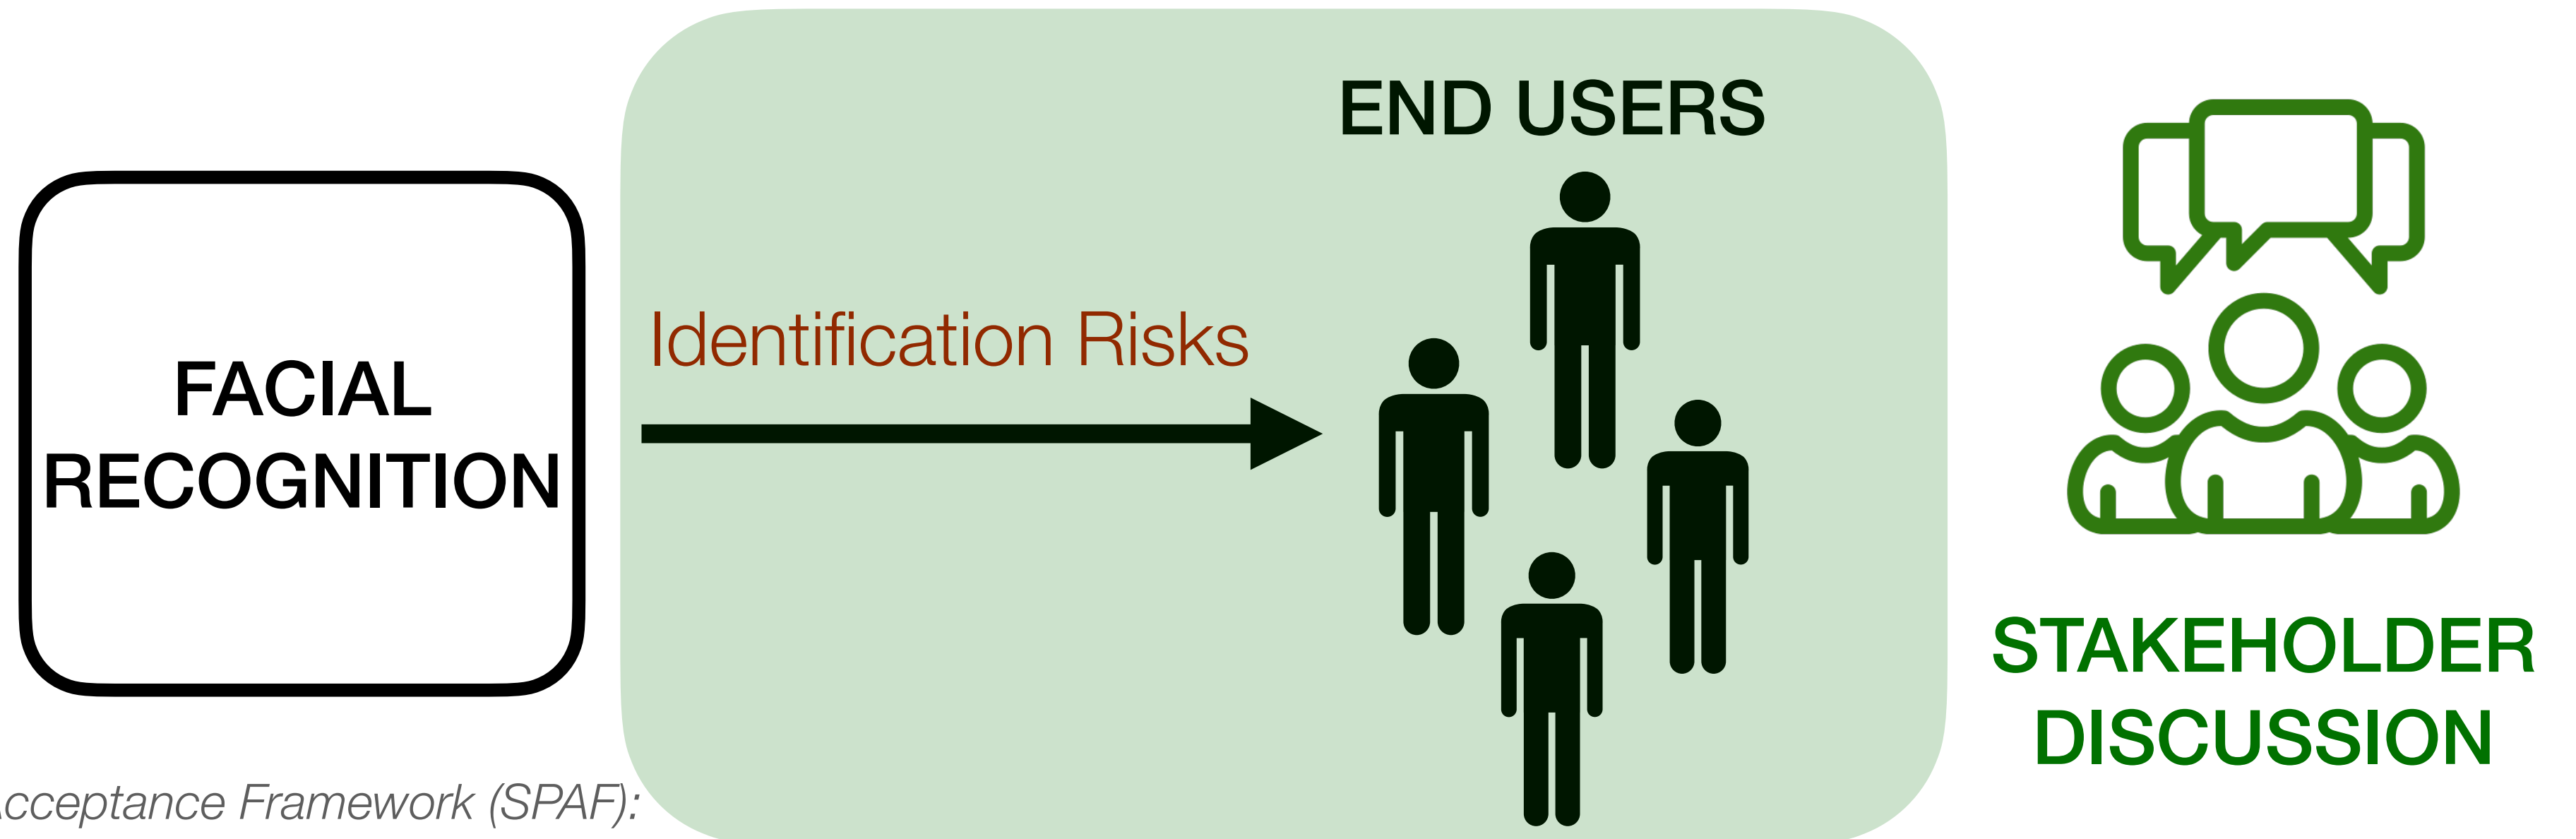 END USERS
Identification Risks
FACIAL
RECOGNITION
STAKEHOLDER
DISCUSSION
cceptance Framework (SPAF):